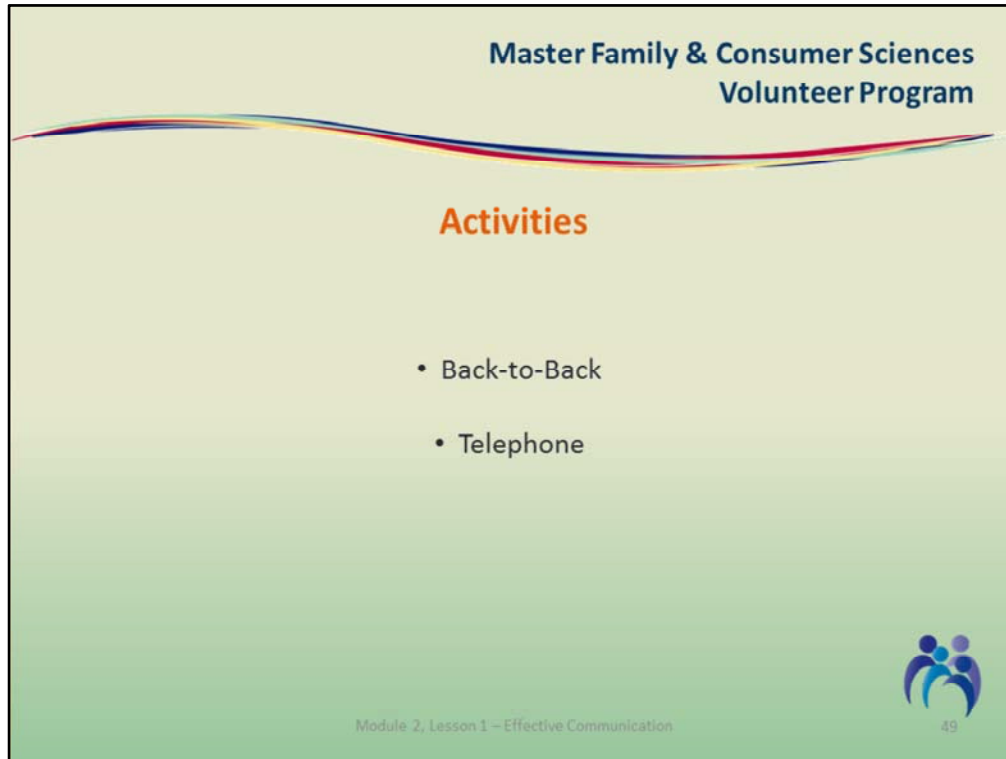 Master Family & Consumer Sciences
Volunteer Program
Activities
• Back-to-Back
• Telephone
Module 2, Lesson 1 – Effective Communication
49